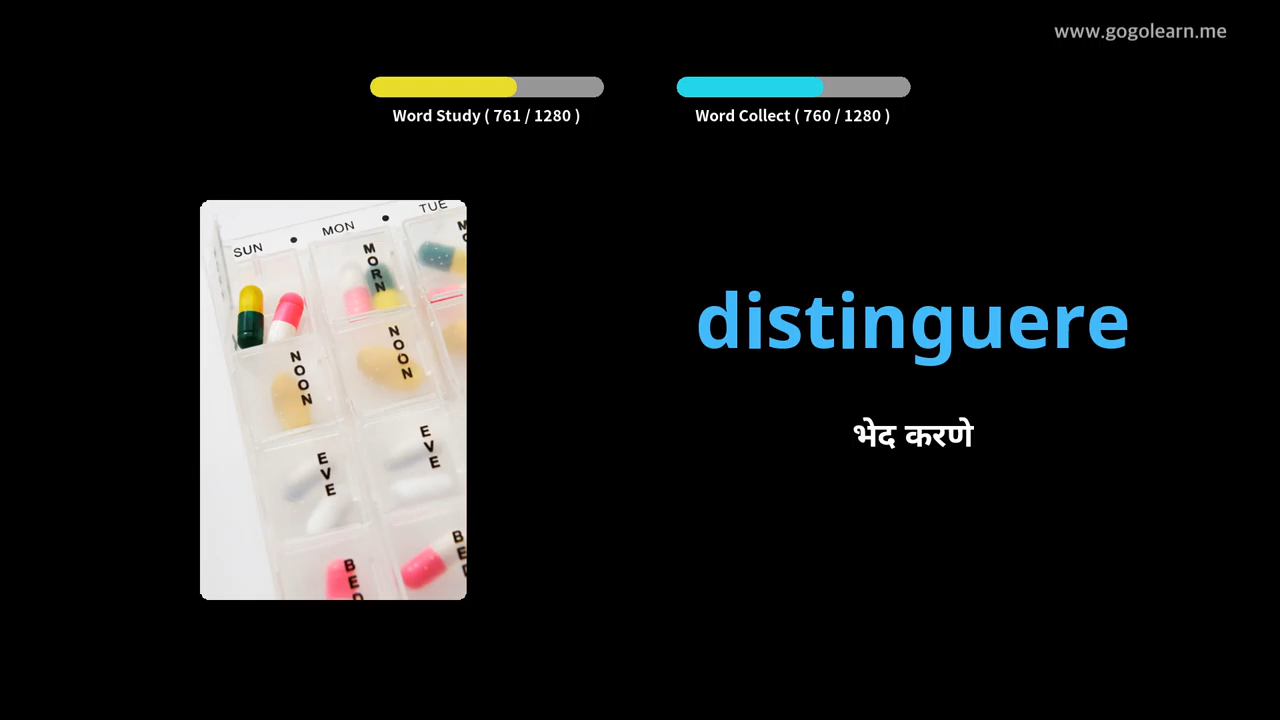 www.gogolearn.me
Word Study ( 761 / 1280 )
Word Collect ( 760 / 1280 )
SUN
MON
TUE
MORN
NOON
NOON
EVE
EVE
BED
distinguere
भेद करणे